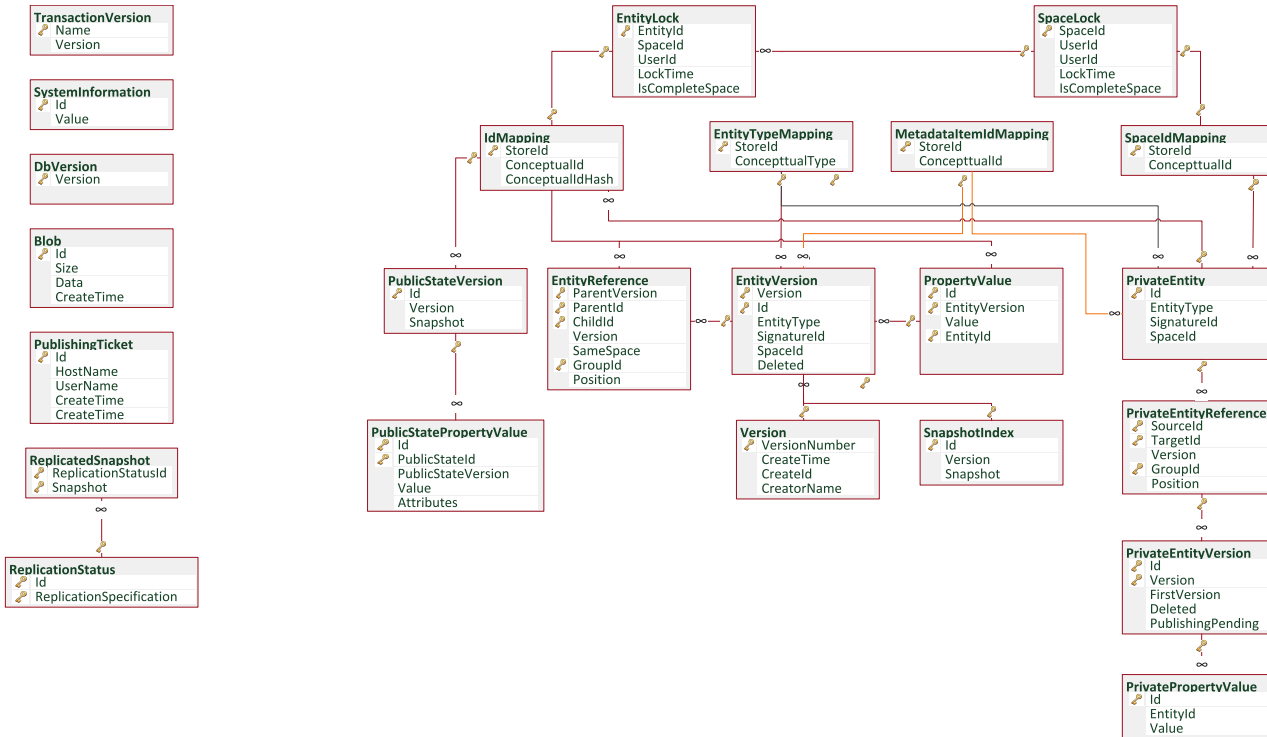 TransactionVersion
Name
Version
SystemInformation
Id
Value
DbVersion
Version
Blob
Id
Size
Data
CreateTime
PublishingTicket
Id
HostName
UserName
CreateTime
CreateTime
ReplicatedSnapshot
ReplicationStatusId
Snapshot
∞
ReplicationStatus
Id
ReplicationSpecification
EntityLock
EntityId
SpaceId
UserId
LockTime
IsCompleteSpace
∞
SpaceLock
SpaceId
UserId
UserId
LockTime
IsCompleteSpace
IdMapping
StoreId
ConceptualId
ConceptualIdHash
EntityTypeMapping
StoreId
ConcepttualType
MetadataItemIdMapping
StoreId
ConcepttualId
SpaceIdMapping
StoreId
ConcepttualId
∞
∞ ∞ ∞ ∞ ∞ ∞ ∞
PublicStateVersion
Id
Version
Snapshot
EntityReference
ParentVersion
ParentId
ChildId
Version
SameSpace
GroupId
Position
∞
EntityVersion
Version
Id
EntityType
SignatureId
SpaceId
Deleted
∞
PropertyValue
Id
EntityVersion
Value
EntityId
∞
PrivateEntity
Id
EntityType
SignatureId
SpaceId
∞
∞
∞
PublicStatePropertyValue
Id
PublicStateId
PublicStateVersion
Value
Attributes
Version
VersionNumber
CreateTime
CreateId
CreatorName
SnapshotIndex
Id
Version
Snapshot
PrivateEntityReference
SourceId
TargetId
Version
GroupId
Position
∞
PrivateEntityVersion
Id
Version
FirstVersion
Deleted
PublishingPending
∞
PrivatePropertyValue
Id
EntityId
Value